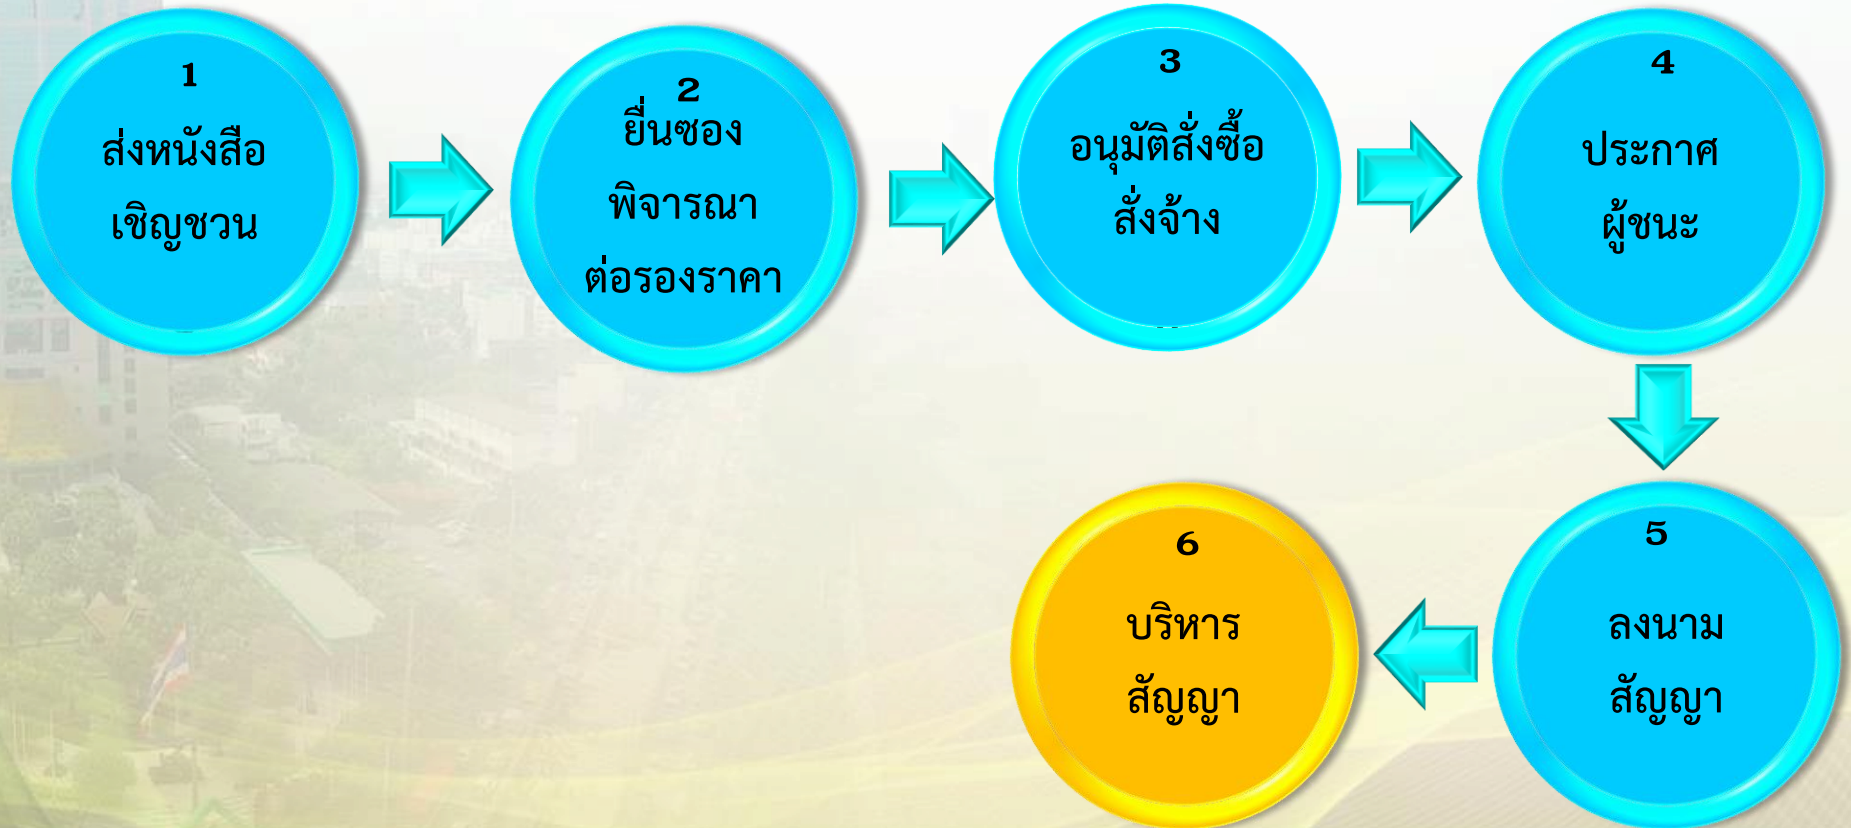 1
ส่งหนังสือ
เชิญชวน
2
ยื่นซอง
พิจารณา
ต่อรองราคา
3
อนุมัติสั่งซื้อ
สั่งจ้าง
4
ประกาศ
ผู้ชนะ
5
ลงนาม
สัญญา
6
บริหาร
สัญญา